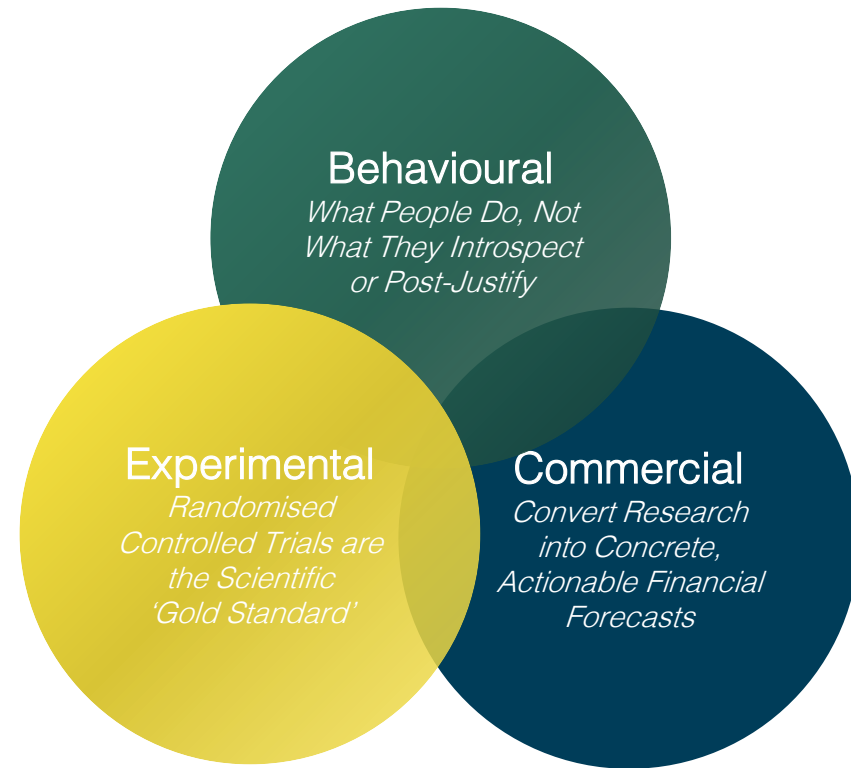 Behavioural
What People Do, Not
What They Introspect
or Post-Justify
Experimental
Randomised
Controlled Trials are
the Scientific
‘Gold Standard’
Commercial
Convert Research
into Concrete,
Actionable Financial
Forecasts